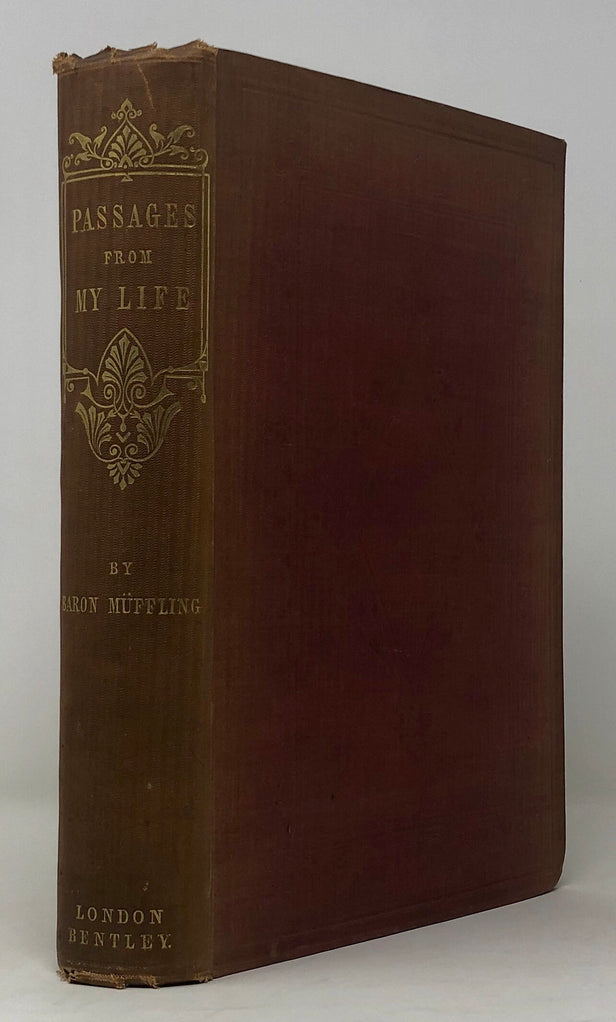 PASSAGES
FROM
MY LIFE
BY
BARON MÜFFLING
LONDON
BENTLEY.